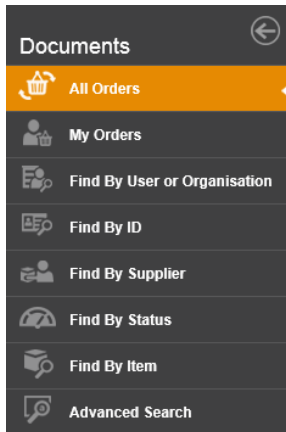 Documents
All Orders
My Orders
Find By User or Organisation
Find By ID
Find By Supplier
Find By Status
Find By Item
Advanced Search